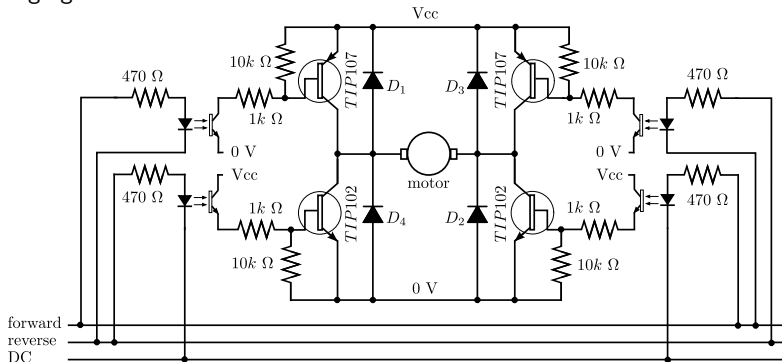 Vcc
470 Ω
10k Ω
TIP107
D1
D3
TIP107
10k Ω
470 Ω
1k Ω
1k Ω
0 V
0 V
motor
Vcc
Vcc
470 Ω
1k Ω
TIP102
D4
D2
TIP102
1k Ω
470 Ω
10k Ω
10k Ω
0 V
forward
reverse
DC